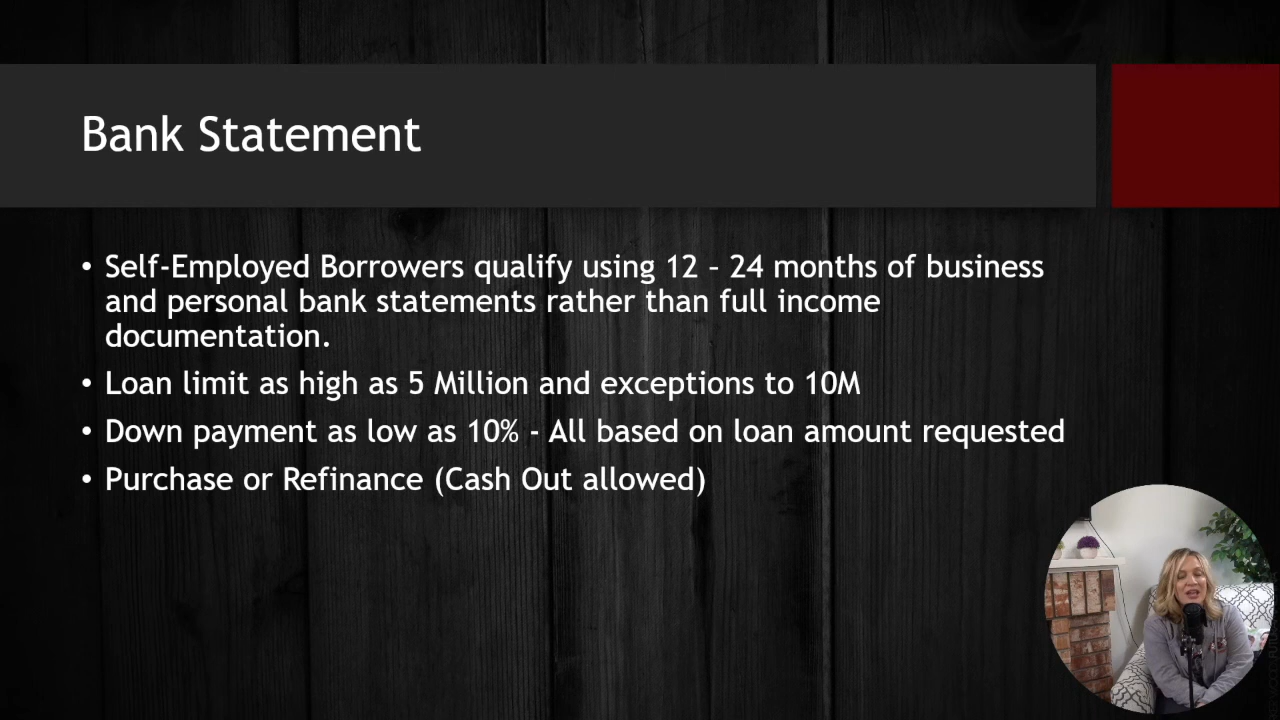 Bank Statement
• Self-Employed Borrowers qualify using 12 – 24 months of business
and personal bank statements rather than full income
documentation.
• Loan limit as high as 5 Million and exceptions to 10M
• Down payment as low as 10% - All based on loan amount requested
• Purchase or Refinance (Cash Out allowed)